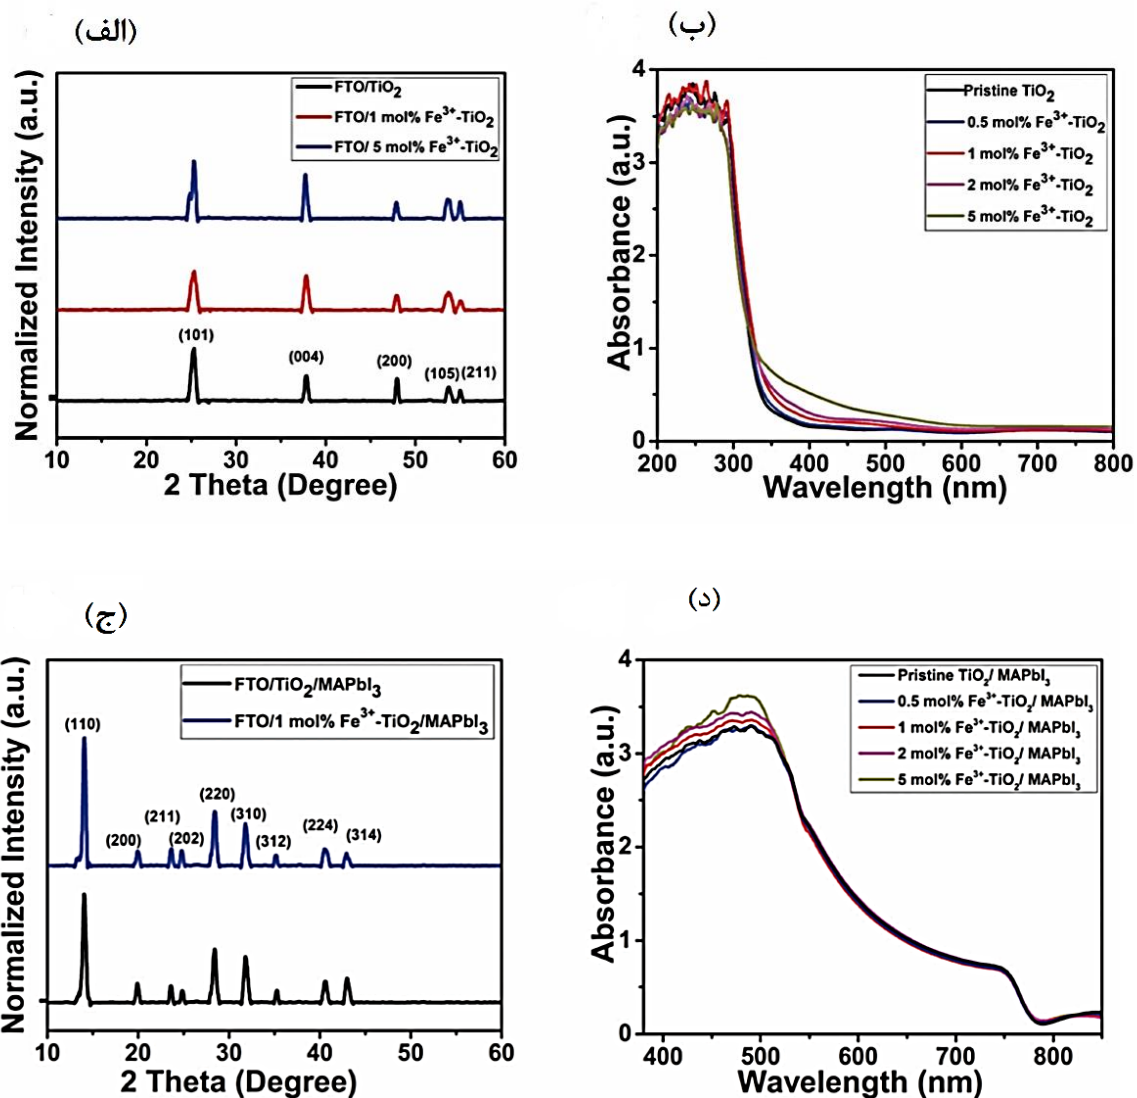 (الف)
Normalized Intensity (a.u.)
FTO/TiO2
FTO/1 mol% Fe³⁺-TiO2
FTO/ 5 mol% Fe³⁺-TiO2
(101)
(004)
(200)
(105)
(211)
10 20 30 40 50 60
2 Theta (Degree)
(ب)
Absorbance (a.u.)
4
3
2
1
0
Pristine TiO2
0.5 mol% Fe³⁺-TiO2
1 mol% Fe³⁺-TiO2
2 mol% Fe³⁺-TiO2
5 mol% Fe³⁺-TiO2
200 300 400 500 600 700 800
Wavelength (nm)
(ج)
Normalized Intensity (a.u.)
FTO/TiO2/MAPbI3
FTO/1 mol% Fe³⁺-TiO2/MAPbI3
(110)
(200)
(211)
(202)
(220)
(310)
(312)
(224)
(314)
10 20 30 40 50 60
2 Theta (Degree)
(د)
Absorbance (a.u.)
4
3
2
1
0
Pristine TiO2/ MAPbI3
0.5 mol% Fe³⁺-TiO2/ MAPbI3
1 mol% Fe³⁺-TiO2/ MAPbI3
2 mol% Fe³⁺-TiO2/ MAPbI3
5 mol% Fe³⁺-TiO2/ MAPbI3
400 500 600 700 800
Wavelength (nm)